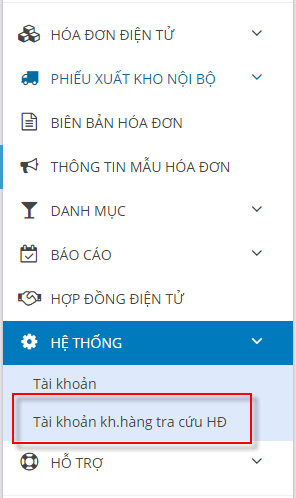 HÓA ĐƠN ĐIỆN TỬ
PHIẾU XUẤT KHO NỘI BỘ
BIÊN BẢN HÓA ĐƠN
THÔNG TIN MẪU HÓA ĐƠN
DANH MỤC
BÁO CÁO
HỢP ĐỒNG ĐIỆN TỬ
HỆ THỐNG
Tài khoản
Tài khoản kh.hàng tra cứu HĐ
HỖ TRỢ